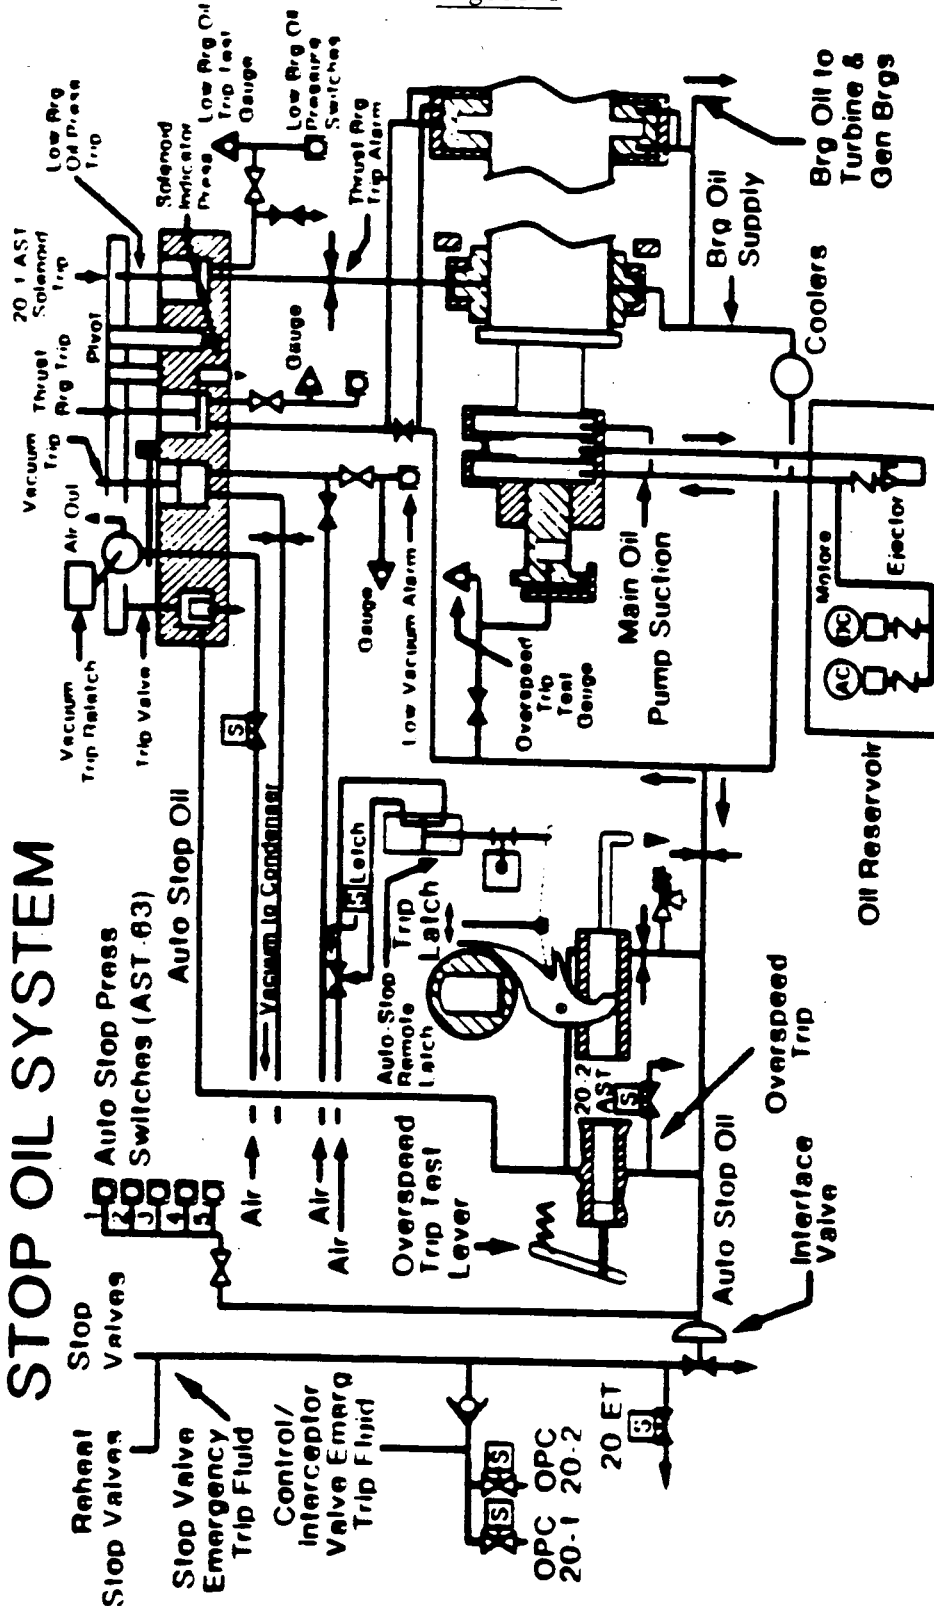 STOP OIL SYSTEM
Reheat
Stop Valves
Stop
Valves
Stop Valve
Emergency
Trip Fluid
Control/
Interceptor
Valve Emerg
Trip Fluid
OPC
20-1
OPC
20-2
20 ET
S
S
S
1
2
3
4
5
Auto Stop Press
Switches (AST-63)
Air
Air
Air
Overspeed
Trip Test
Lever
Auto Stop Oil
Interface
Valve
Overspeed
Trip
20-2
AST
S
Auto Stop Oil
Vacuum to Condenser
S
S
Latch
Auto-Stop
Remote
Latch
Trip
Latch
Vacuum
Trip Relatch
Trip Valve
Air Out
Vacuum
Trip
Thrust
Brg Trip
Pivot
20-1 AST
Solenoid
Trip
Low Brg
Oil Press
Trip
Solenoid
Indicator
Press
Low Brg Oil
Trip Test
Gauge
Low Brg Oil
Pressure
Switches
Thrust Brg
Trip Alarm
Gauge
Gauge
Low Vacuum Alarm
Overspeed
Trip
Test
Gauge
Main Oil
Pump Suction
Brg Oil
Supply
Brg Oil to
Turbine &
Gen Brgs
Coolers
Motors
AC
DC
Ejector
Oil Reservoir